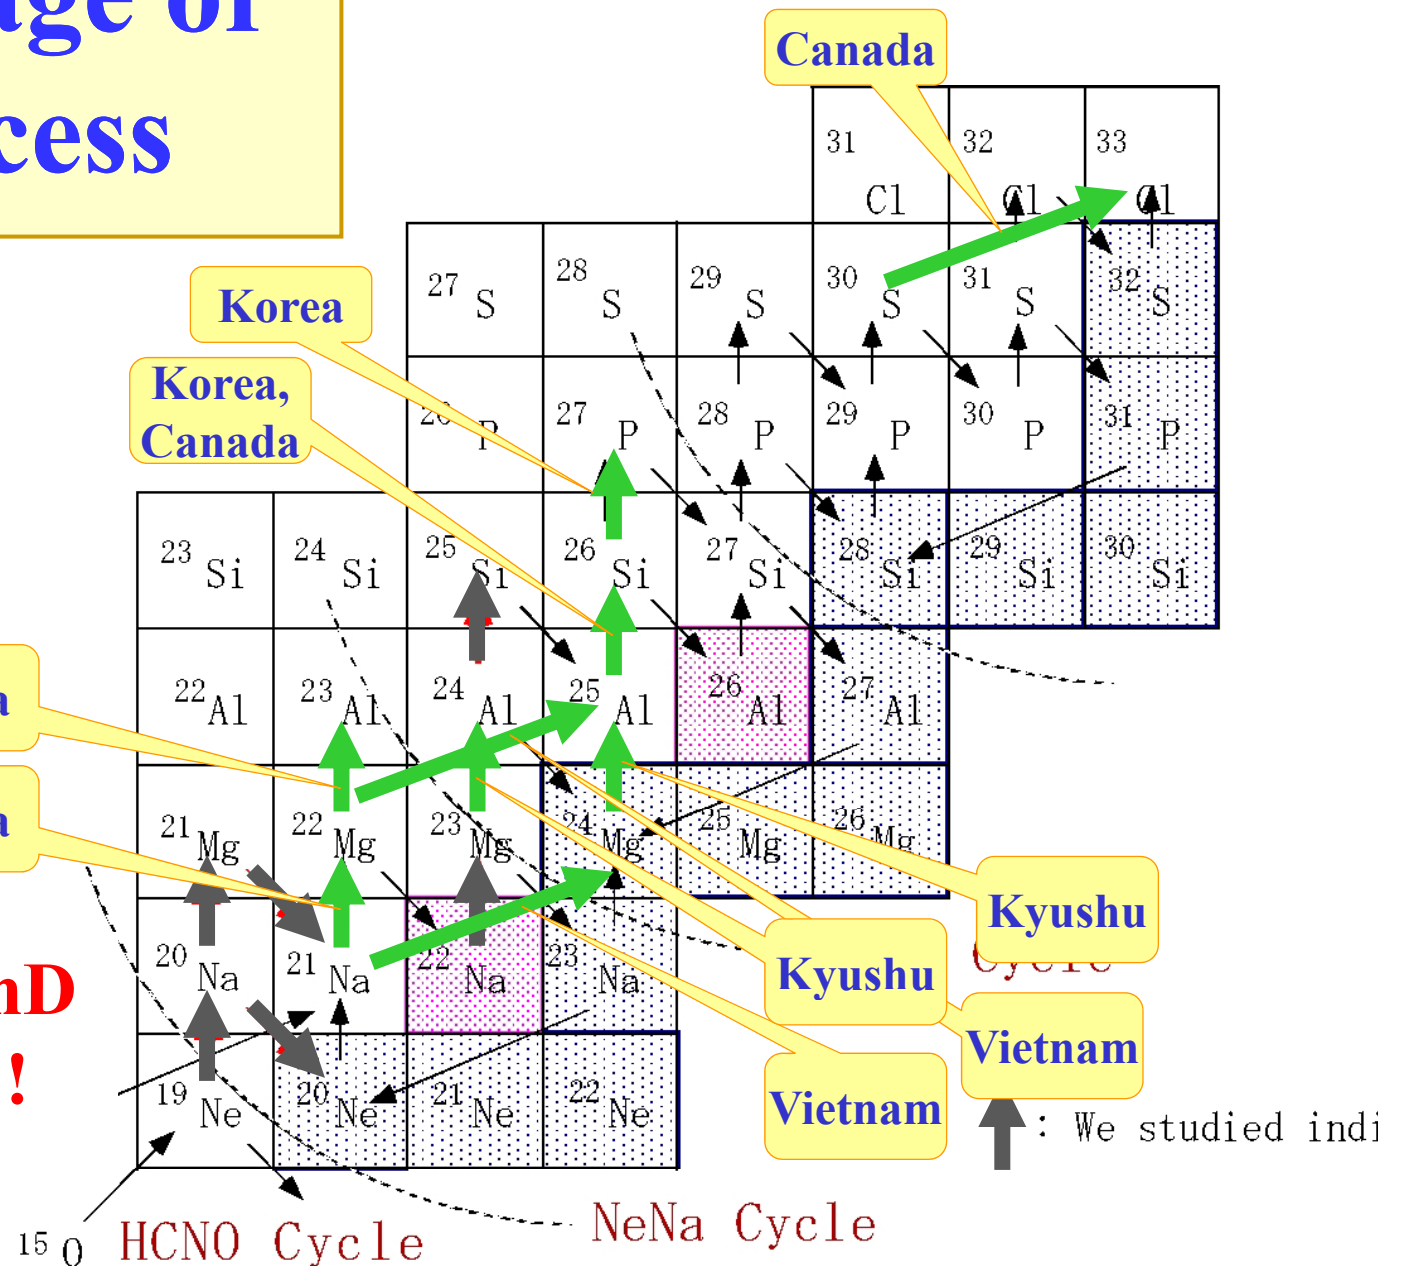 cess
Canada
31 Cl 32 Cl 33 Cl
27 S 28 S 29 S 30 S 31 S 32 S
Korea
Korea,
Canada
P 27 P 28 P 29 P 30 P 31 P
23 Si 24 Si 25 Si 26 Si 27 Si 28 Si 29 Si 30 Si
22 Al 23 Al 24 Al 25 Al 26 Al 27 Al
a
21 Mg 22 Mg 23 Mg 24 Mg 25 Mg 26 Mg
a
Kyushu
Kyushu
Cycle
20 Na 21 Na 22 Na 23 Na
nD
!
Vietnam
Vietnam
19 Ne 20 Ne 21 Ne 22 Ne
: We studied indi
15 O
HCNO Cycle
NeNa Cycle